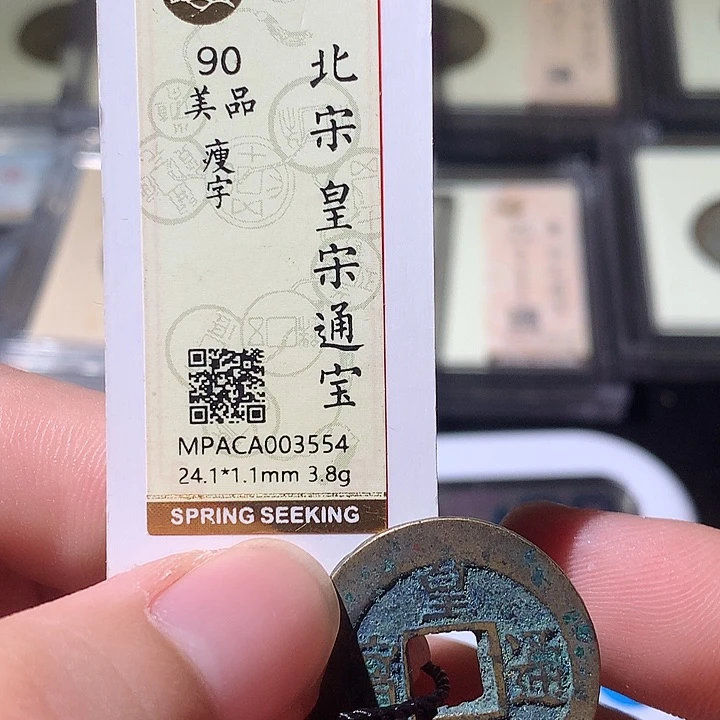 90
美品
瘦字
北宋 皇宋通宝
MPACA003554
24.1*1.1mm 3.8g
SPRING SEEKING
皇
通